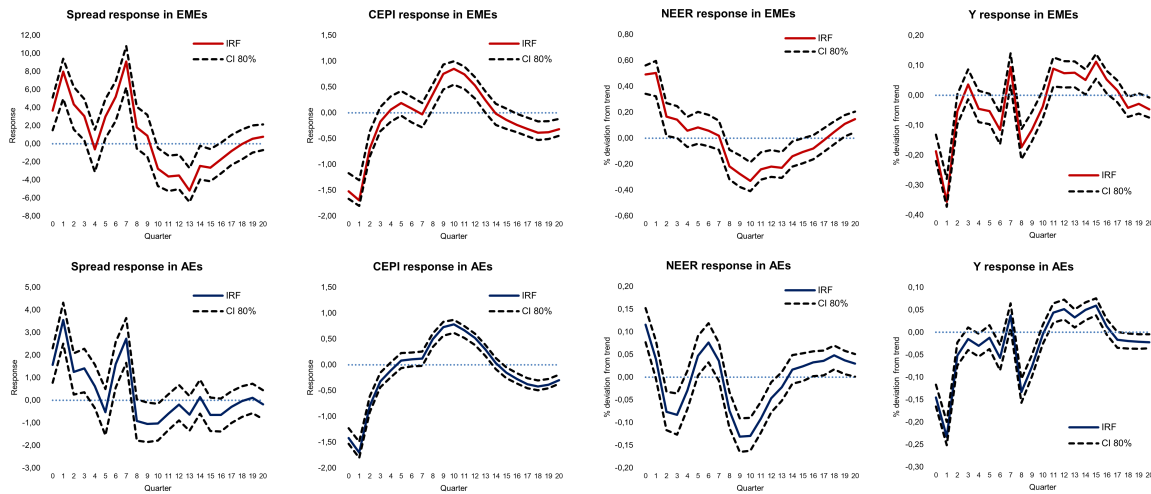 Spread response in EMEs
12,00
10,00
8,00
6,00
4,00
2,00
0,00
-2,00
-4,00
-6,00
-8,00
Response
IRF
CI 80%
0 1 2 3 4 5 6 7 8 9 10 11 12 13 14 15 16 17 18 19 20
Quarter
CEPI response in EMEs
1,50
1,00
0,50
0,00
-0,50
-1,00
-1,50
-2,00
Response
IRF
CI 80%
0 1 2 3 4 5 6 7 8 9 10 11 12 13 14 15 16 17 18 19 20
Quarter
NEER response in EMEs
0,80
0,60
0,40
0,20
0,00
-0,20
-0,40
-0,60
% deviation from trend
IRF
CI 80%
0 1 2 3 4 5 6 7 8 9 10 11 12 13 14 15 16 17 18 19 20
Quarter
Y response in EMEs
0,20
0,10
0,00
-0,10
-0,20
-0,30
-0,40
% deviation from trend
IRF
CI 80%
0 1 2 3 4 5 6 7 8 9 10 11 12 13 14 15 16 17 18 19 20
Quarter
Spread response in AEs
5,00
4,00
3,00
2,00
1,00
0,00
-1,00
-2,00
-3,00
Response
IRF
CI 80%
0 1 2 3 4 5 6 7 8 9 10 11 12 13 14 15 16 17 18 19 20
Quarter
CEPI response in AEs
1,50
1,00
0,50
0,00
-0,50
-1,00
-1,50
-2,00
Response
IRF
CI 80%
0 1 2 3 4 5 6 7 8 9 10 11 12 13 14 15 16 17 18 19 20
Quarter
NEER response in AEs
0,20
0,15
0,10
0,05
0,00
-0,05
-0,10
-0,15
-0,20
% deviation from trend
IRF
CI 80%
0 1 2 3 4 5 6 7 8 9 10 11 12 13 14 15 16 17 18 19 20
Quarter
Y response in AEs
0,10
0,05
0,00
-0,05
-0,10
-0,15
-0,20
-0,25
-0,30
% deviation from trend
IRF
CI 80%
0 1 2 3 4 5 6 7 8 9 10 11 12 13 14 15 16 17 18 19 20
Quarter